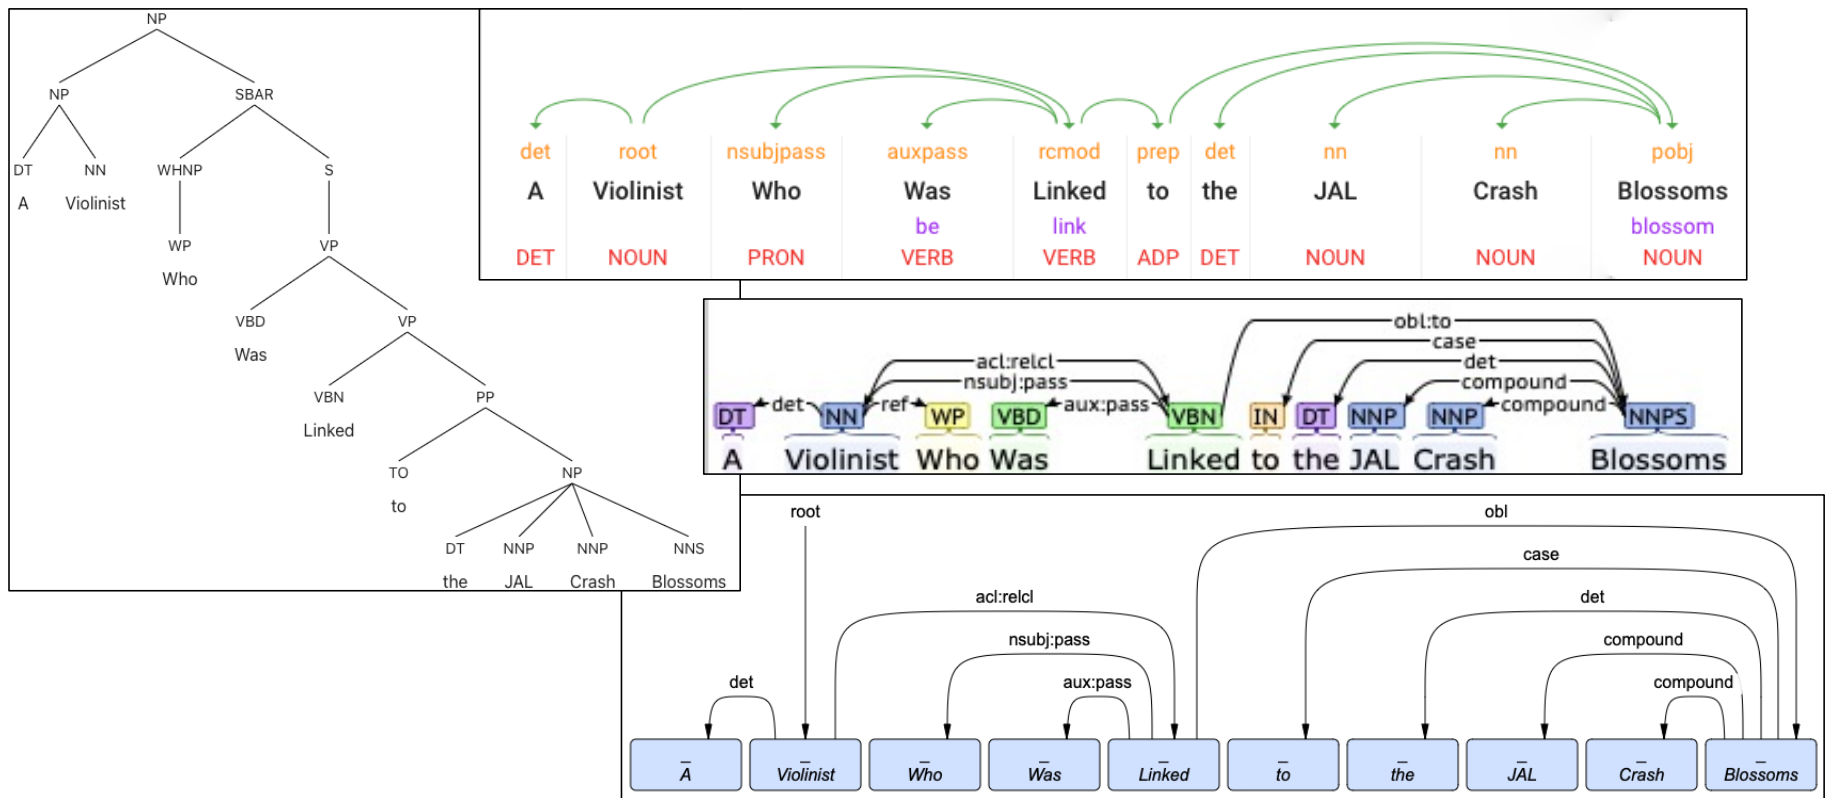 NP
NP SBAR
DT NN WHNP S
A Violinist
WP VP
Who
VBD VP
Was
VBN PP
Linked
TO NP
to
DT NNP NNP NNS
the JAL Crash Blossoms
det root nsubjpass auxpass rcmod prep det nn nn pobj
A Violinist Who Was Linked to the JAL Crash Blossoms
be link blossom
DET NOUN PRON VERB VERB ADP DET NOUN NOUN NOUN
obl:to
case
acl:relcl det
nsubj:pass compound
det ref aux:pass compound
DT NN WP VBD VBN IN DT NNP NNP NNPS
A Violinist Who Was Linked to the JAL Crash Blossoms
root obl
case
acl:relcl det
nsubj:pass compound
det aux:pass compound
_ _ _ _ _ _ _ _ _ _
A Violinist Who Was Linked to the JAL Crash Blossoms